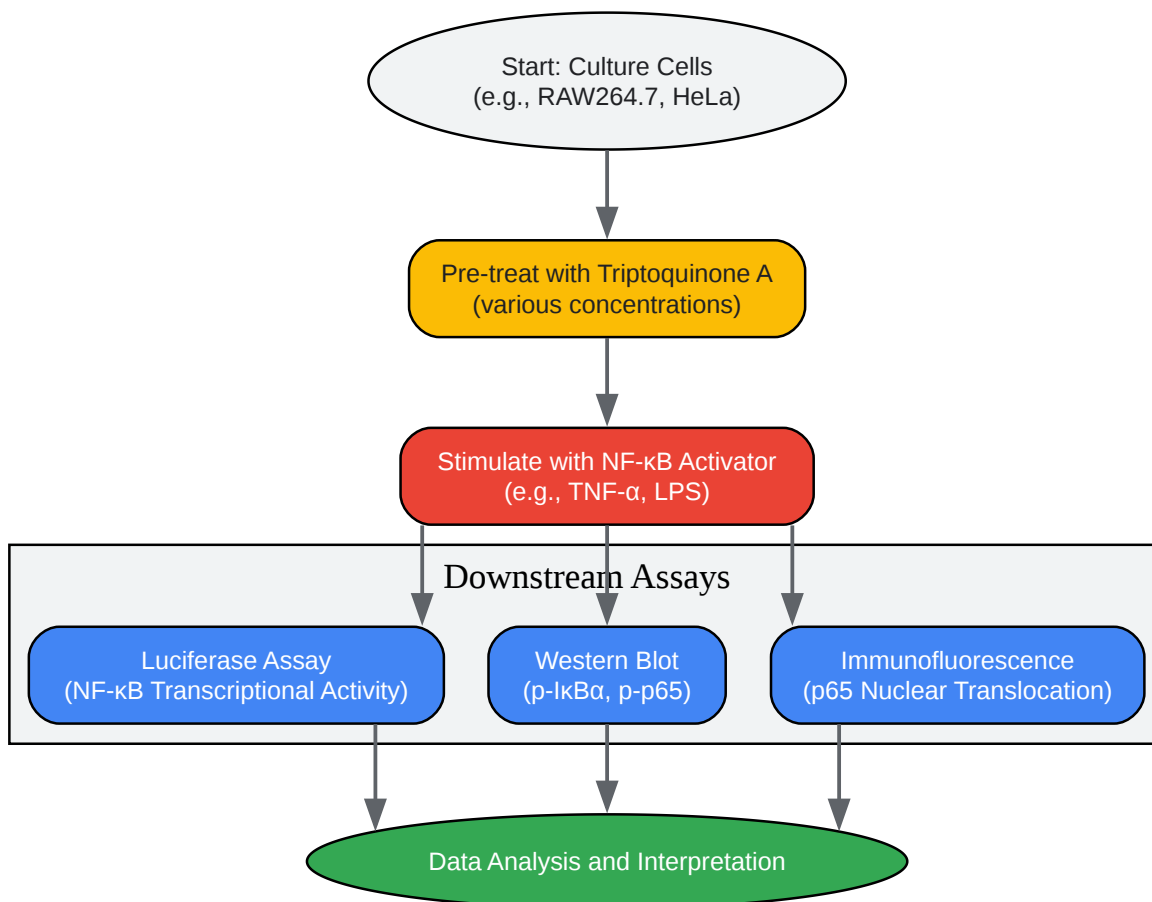 Start: Culture Cells
(e.g., RAW264.7, HeLa)
Pre-treat with Triptoquinone A
(various concentrations)
Stimulate with NF-κB Activator
(e.g., TNF-α, LPS)
Downstream Assays
Luciferase Assay
(NF-κB Transcriptional Activity)
Western Blot
(p-IκBα, p-p65)
Immunofluorescence
(p65 Nuclear Translocation)
Data Analysis and Interpretation